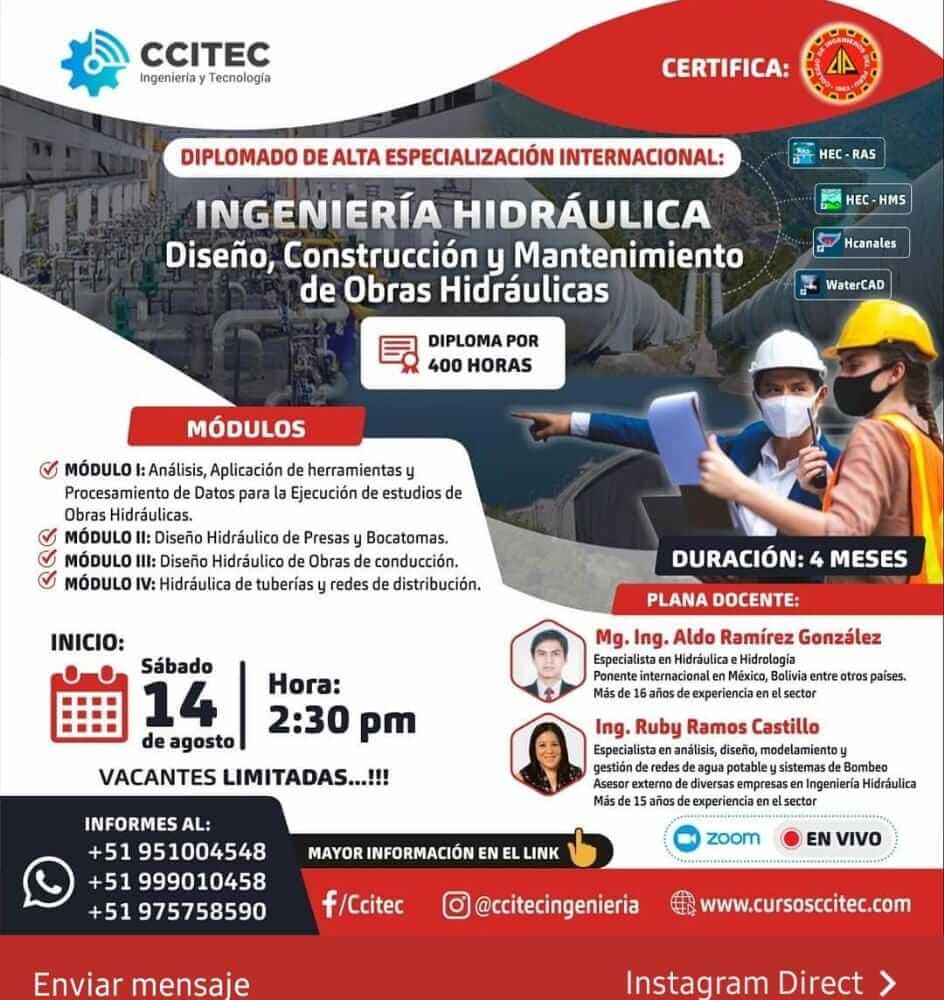 CCITEC
Ingeniería y Tecnología
CERTIFICA:
COLEGIO DE INGENIEROS DEL PERU
DIPLOMADO DE ALTA ESPECIALIZACIÓN INTERNACIONAL:
HEC - RAS
HEC - HMS
Hcanales
WaterCAD
INGENIERÍA HIDRÁULICA
Diseño, Construcción y Mantenimiento
de Obras Hidráulicas
DIPLOMA POR
400 HORAS
MÓDULOS
MÓDULO I: Análisis, Aplicación de herramientas y
Procesamiento de Datos para la Ejecución de estudios de
Obras Hidráulicas.
MÓDULO II: Diseño Hidráulico de Presas y Bocatomas.
MÓDULO III: Diseño Hidráulico de Obras de conducción.
MÓDULO IV: Hidráulica de tuberías y redes de distribución.
DURACIÓN: 4 MESES
PLANA DOCENTE:
Mg. Ing. Aldo Ramírez González
Especialista en Hidráulica e Hidrología
Ponente internacional en México, Bolivia entre otros países.
Más de 16 años de experiencia en el sector
Ing. Ruby Ramos Castillo
Especialista en análisis, diseño, modelamiento y
gestión de redes de agua potable y sistemas de Bombeo
Asesor externo de diversas empresas en Ingeniería Hidráulica
Más de 15 años de experiencia en el sector
INICIO:
Sábado
14
de agosto
Hora:
2:30 pm
VACANTES LIMITADAS...!!!
INFORMES AL:
+51 951004548
+51 999010458
+51 975758590
MAYOR INFORMACIÓN EN EL LINK
zoom
EN VIVO
/Ccitec
@ccitecingenieria
www.cursosccitec.com
Enviar mensaje
Instagram Direct